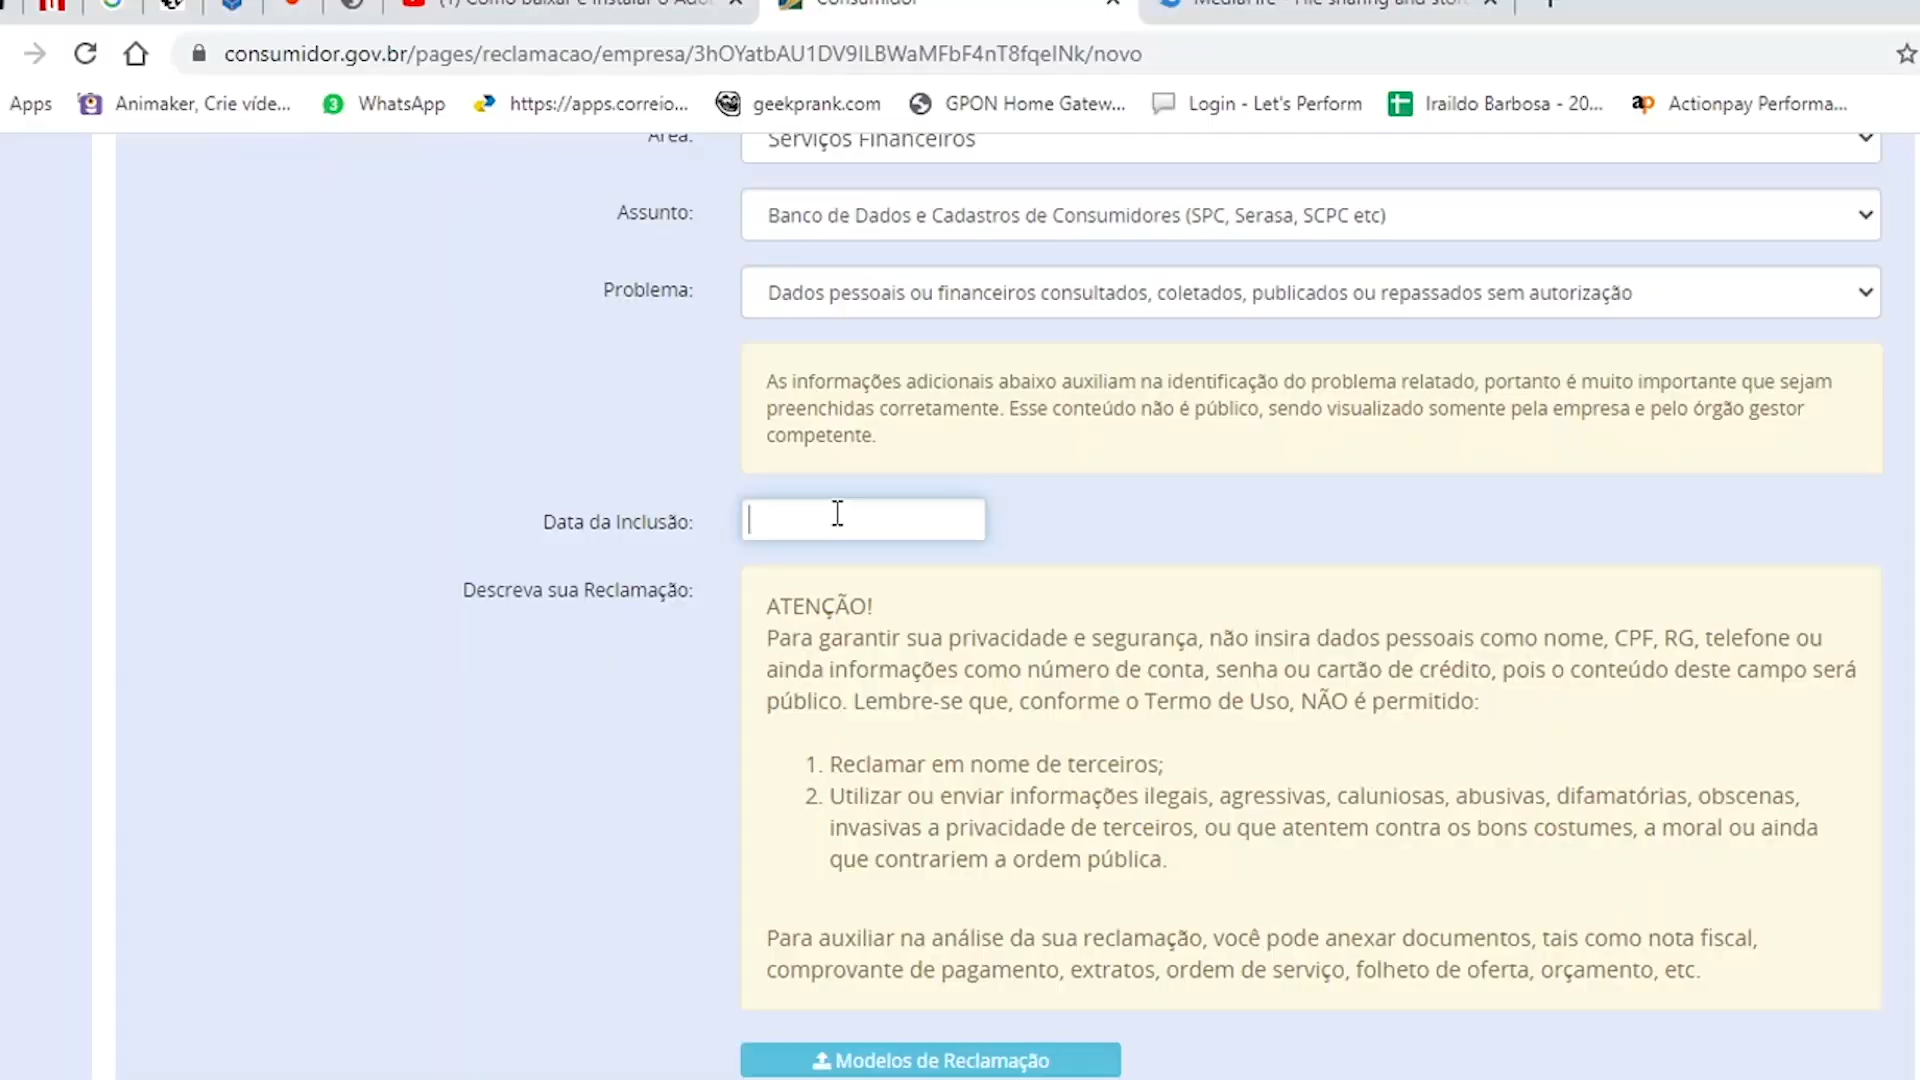 consumidor.gov.br/pages/reclamacao/empresa/3hOYatbAU1DV9ILBWaMFbF4nT8fqelNk/novo
Apps
Animaker, Crie víde...
3
WhatsApp
https://apps.correio...
geekprank.com
GPON Home Gatew...
Login - Let's Perform
Iraildo Barbosa - 20...
ap
Actionpay Performa...
Área:
Serviços Financeiros
Assunto:
Banco de Dados e Cadastros de Consumidores (SPC, Serasa, SCPC etc)
Problema:
Dados pessoais ou financeiros consultados, coletados, publicados ou repassados sem autorização
As informações adicionais abaixo auxiliam na identificação do problema relatado, portanto é muito importante que sejam
preenchidas corretamente. Esse conteúdo não é público, sendo visualizado somente pela empresa e pelo órgão gestor
competente.
Data da Inclusão:
Descreva sua Reclamação:
ATENÇÃO!
Para garantir sua privacidade e segurança, não insira dados pessoais como nome, CPF, RG, telefone ou
ainda informações como número de conta, senha ou cartão de crédito, pois o conteúdo deste campo será
público. Lembre-se que, conforme o Termo de Uso, NÃO é permitido:
1. Reclamar em nome de terceiros;
2. Utilizar ou enviar informações ilegais, agressivas, caluniosas, abusivas, difamatórias, obscenas,
invasivas a privacidade de terceiros, ou que atentem contra os bons costumes, a moral ou ainda
que contrariem a ordem pública.
Para auxiliar na análise da sua reclamação, você pode anexar documentos, tais como nota fiscal,
comprovante de pagamento, extratos, ordem de serviço, folheto de oferta, orçamento, etc.
Modelos de Reclamação